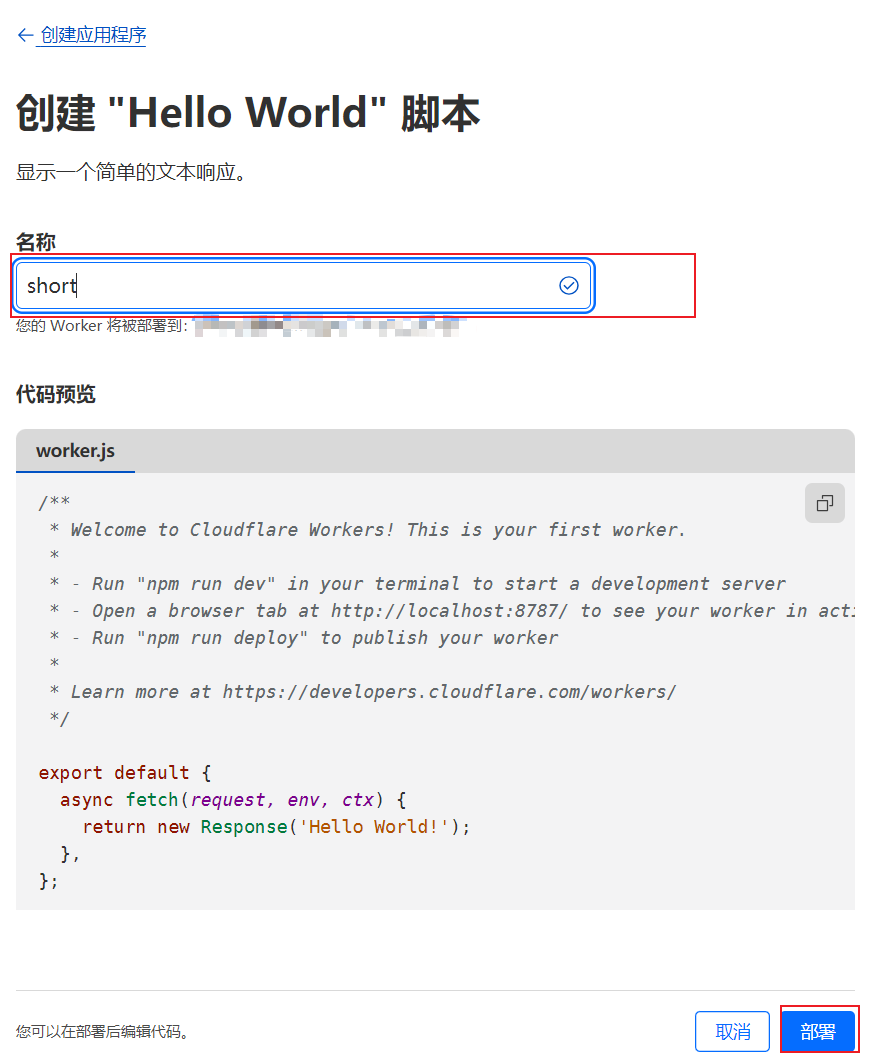 ← 创建应用程序
创建 "Hello World" 脚本
显示一个简单的文本响应。
名称
short
您的 Worker 将被部署到：
代码预览
worker.js
/**
 * Welcome to Cloudflare Workers! This is your first worker.
 *
 * - Run "npm run dev" in your terminal to start a development server
 * - Open a browser tab at http://localhost:8787/ to see your worker in
 * - Run "npm run deploy" to publish your worker
 *
 * Learn more at https://developers.cloudflare.com/workers/
 */
export default {
  async fetch(request, env, ctx) {
    return new Response('Hello World!');
  },
};
您可以在部署后编辑代码。
取消
部署